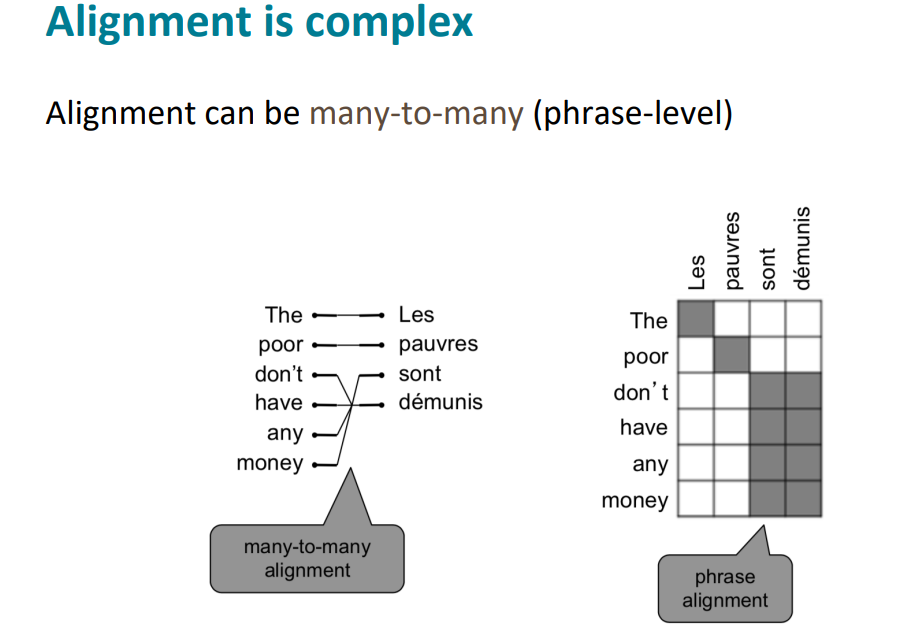 Alignment is complex
Alignment can be many-to-many (phrase-level)
The
poor
don't
have
any
money
Les
pauvres
sont
démunis
many-to-many
alignment
Les
pauvres
sont
démunis
The
poor
don't
have
any
money
phrase
alignment